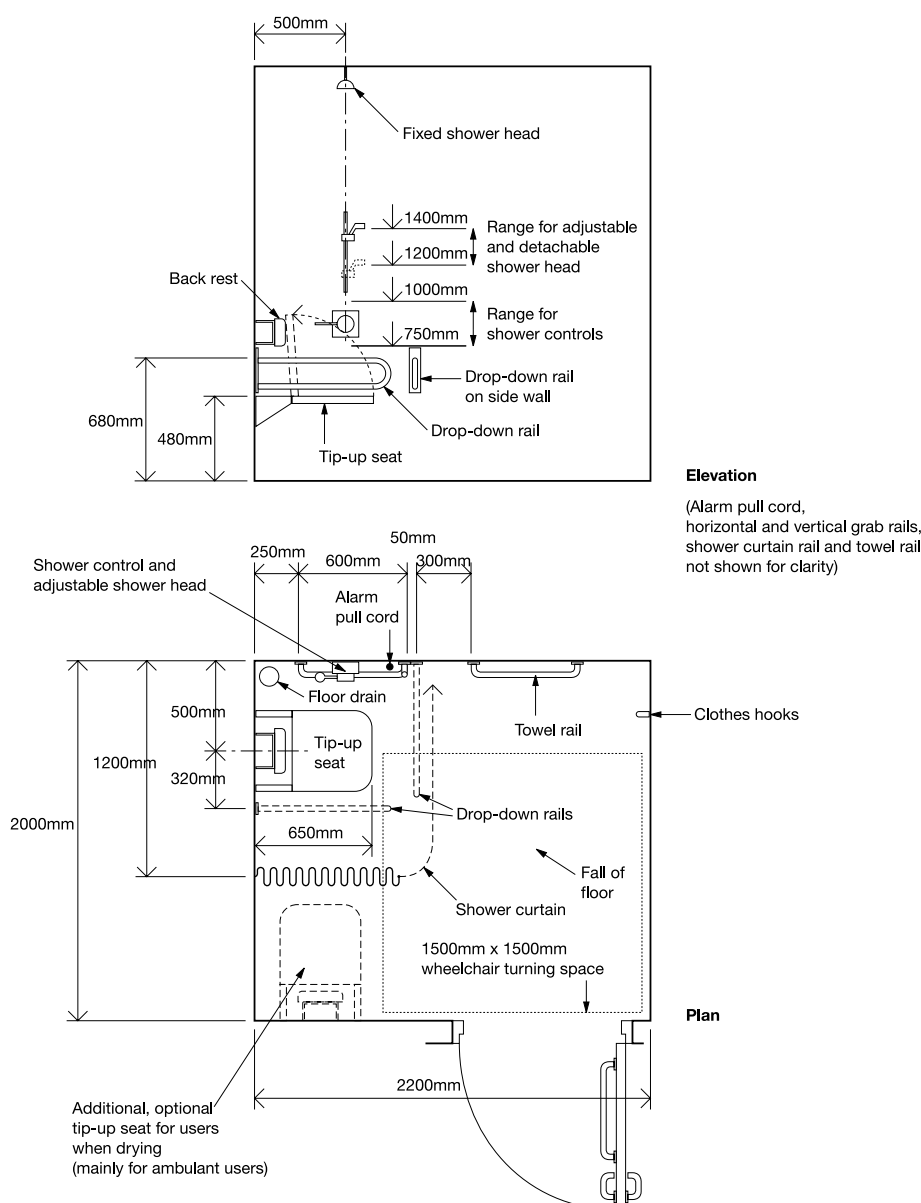 500mm
Fixed shower head
1400mm
Range for adjustable
and detachable
shower head
1200mm
Back rest
1000mm
Range for
shower controls
750mm
Drop-down rail
on side wall
680mm
480mm
Drop-down rail
Tip-up seat
Elevation
(Alarm pull cord,
horizontal and vertical grab rails,
shower curtain rail and towel rail
not shown for clarity)
Shower control and
adjustable shower head
250mm
600mm
50mm
300mm
Alarm
pull cord
Floor drain
Towel rail
Clothes hooks
500mm
Tip-up
seat
1200mm
320mm
2000mm
Drop-down rails
650mm
Fall of
floor
Shower curtain
1500mm x 1500mm
wheelchair turning space
Plan
2200mm
Additional, optional
tip-up seat for users
when drying
(mainly for ambulant users)